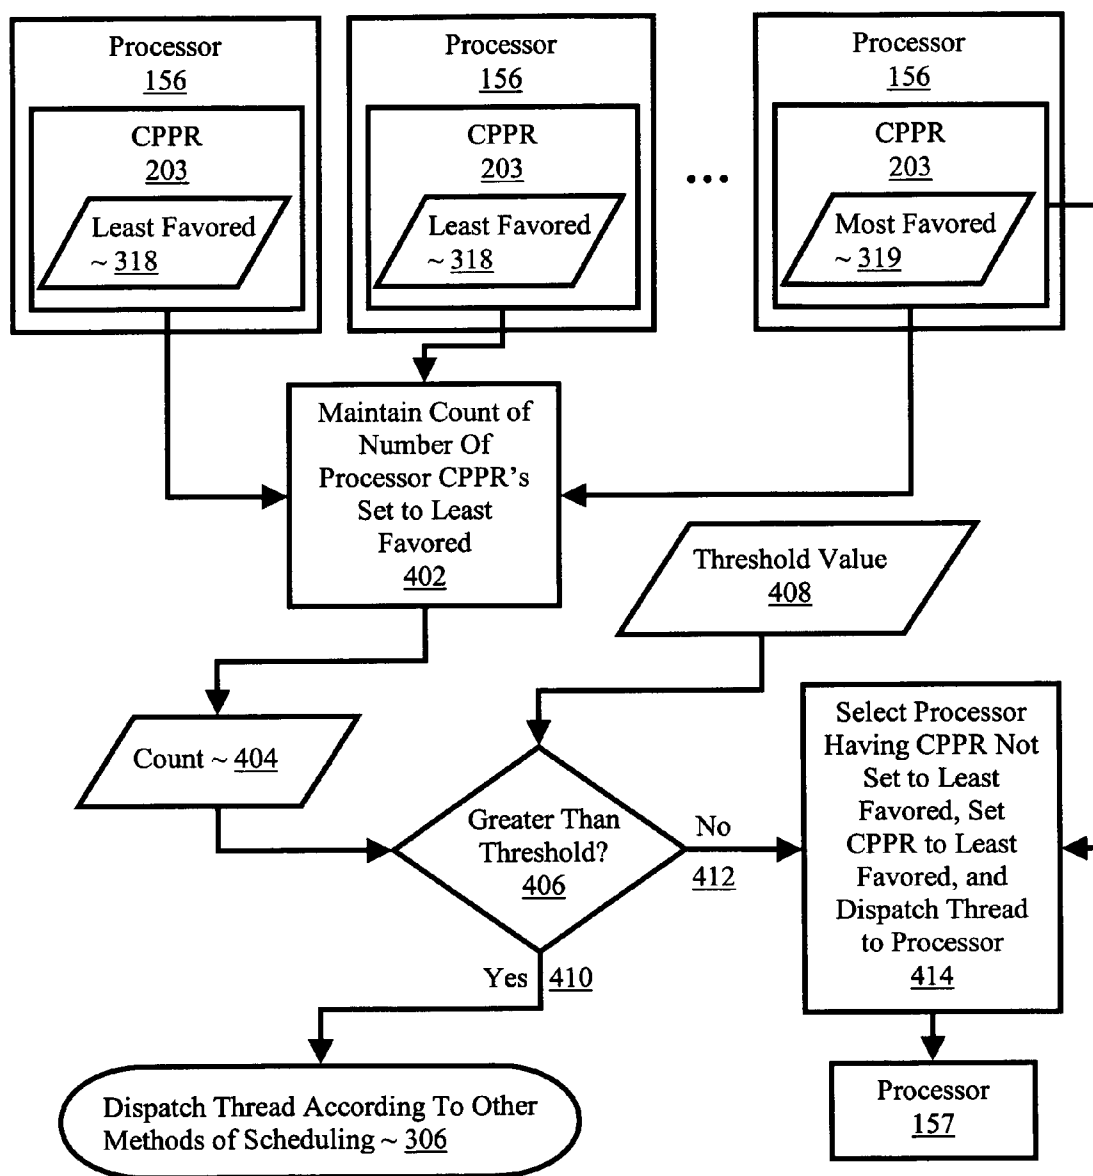 Processor
156
CPPR
203
Least Favored
~ 318
Processor
156
CPPR
203
Least Favored
~ 318
...
Processor
156
CPPR
203
Most Favored
~ 319
Maintain Count of
Number Of
Processor CPPR's
Set to Least
Favored
402
Threshold Value
408
Count ~ 404
Greater Than
Threshold?
406
No
412
Yes 410
Select Processor
Having CPPR Not
Set to Least
Favored, Set
CPPR to Least
Favored, and
Dispatch Thread
to Processor
414
Dispatch Thread According To Other
Methods of Scheduling ~ 306
Processor
157